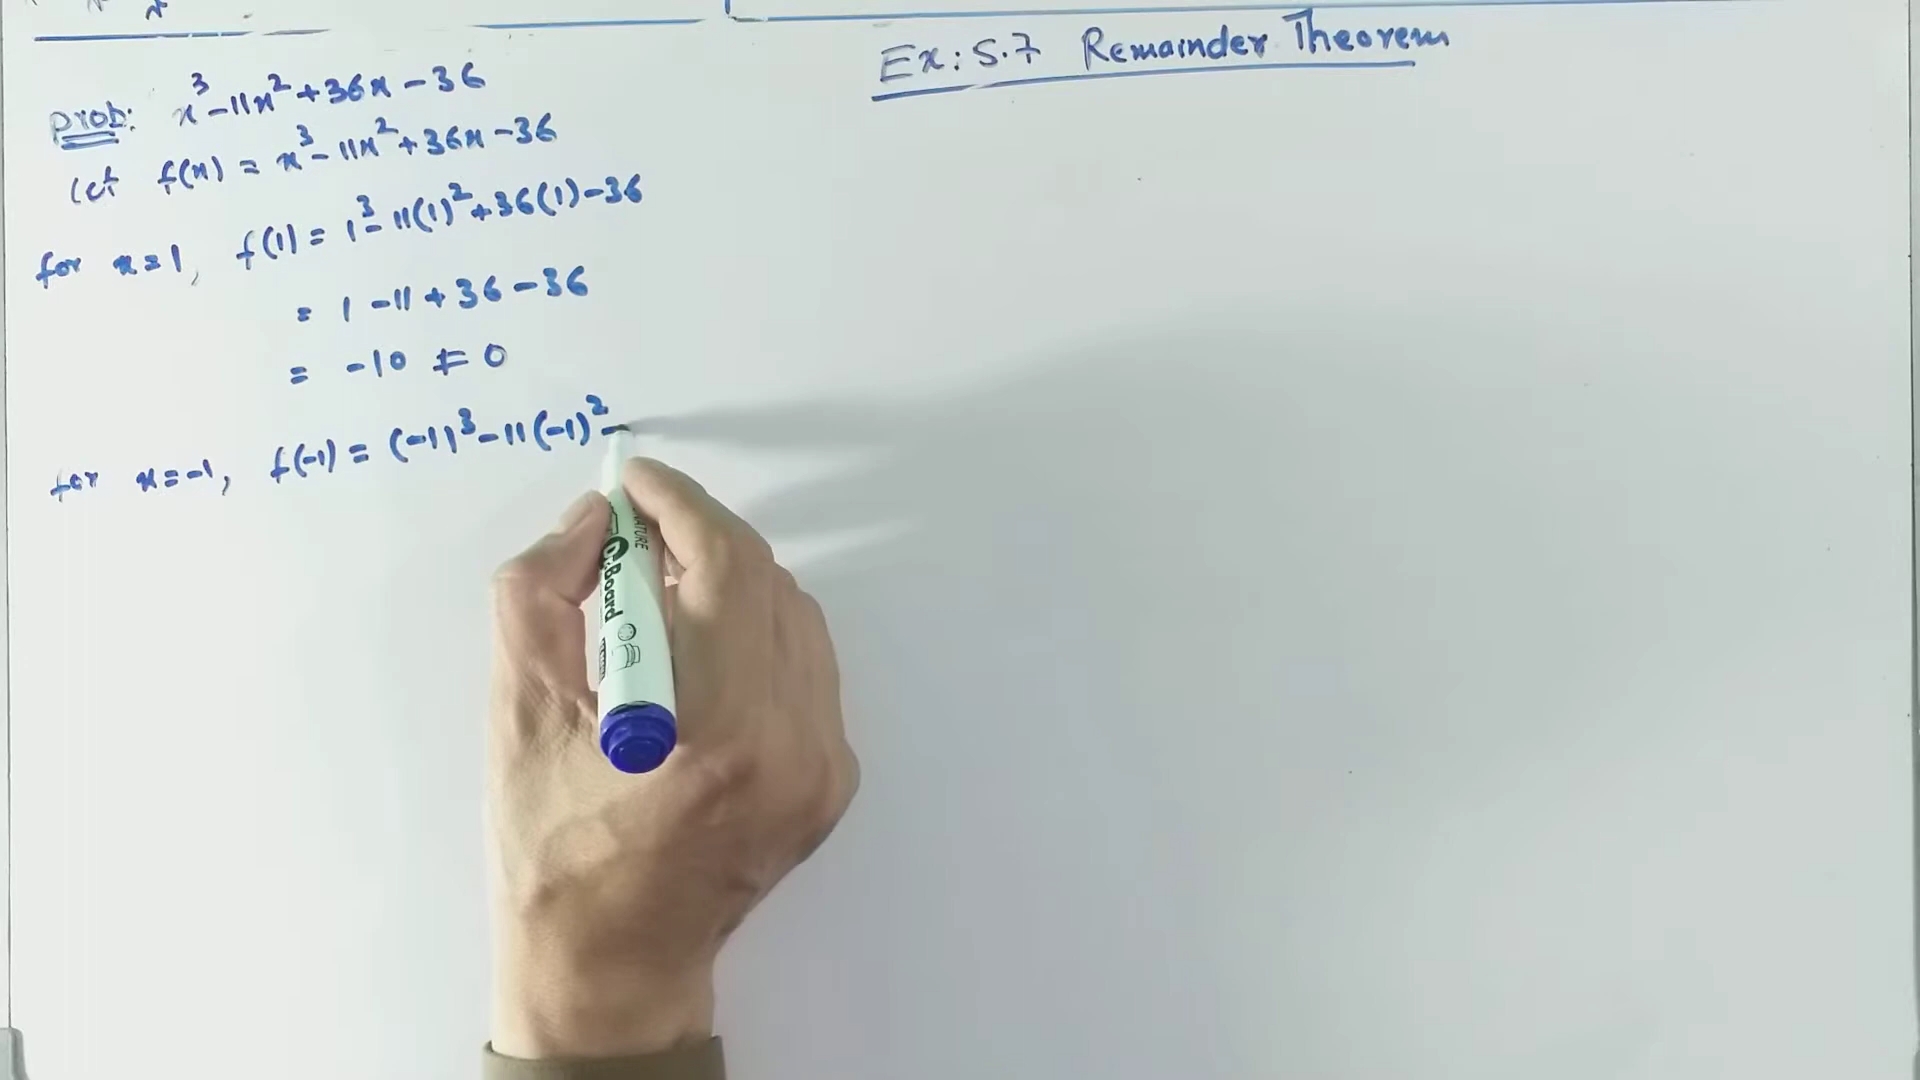 Ex: 5.7 Remainder Theorem
prob: x³-11x²+36x-36
let f(x) = x³-11x²+36x-36
for x=1, f(1) = 1³-11(1)²+36(1)-36
= 1-11+36-36
= -10 ≠ 0
for x=-1, f(-1) = (-1)³-11(-1)²-
Board